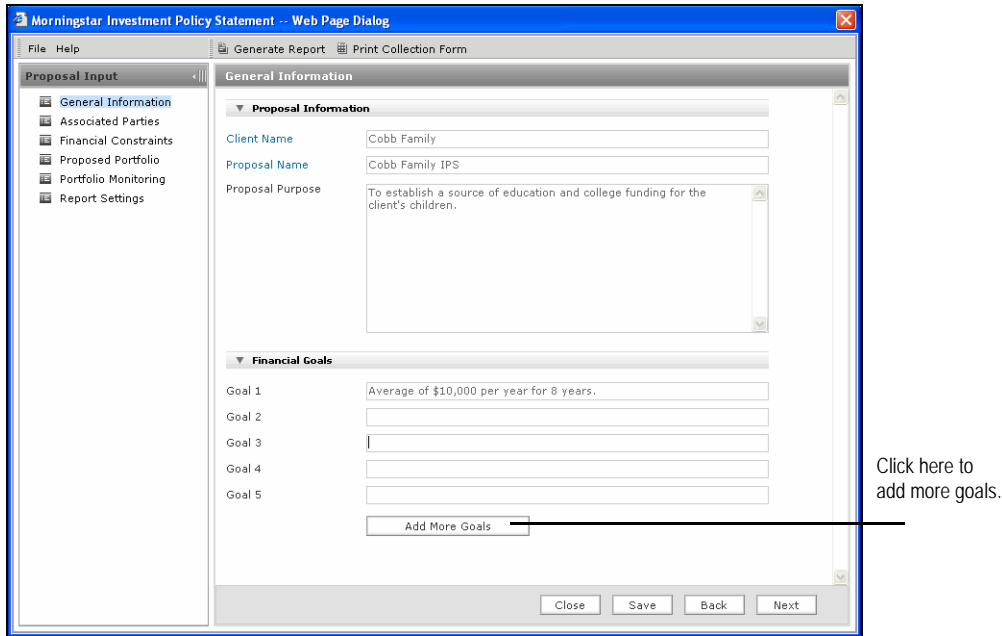 Morningstar Investment Policy Statement -- Web Page Dialog
File Help
Generate Report Print Collection Form
Proposal Input
General Information
Associated Parties
Financial Constraints
Proposed Portfolio
Portfolio Monitoring
Report Settings
General Information
Proposal Information
Client Name Cobb Family
Proposal Name Cobb Family IPS
Proposal Purpose To establish a source of education and college funding for the
client's children.
Financial Goals
Goal 1 Average of $10,000 per year for 8 years.
Goal 2
Goal 3
Goal 4
Goal 5
Add More Goals
Close Save Back Next
Click here to
add more goals.